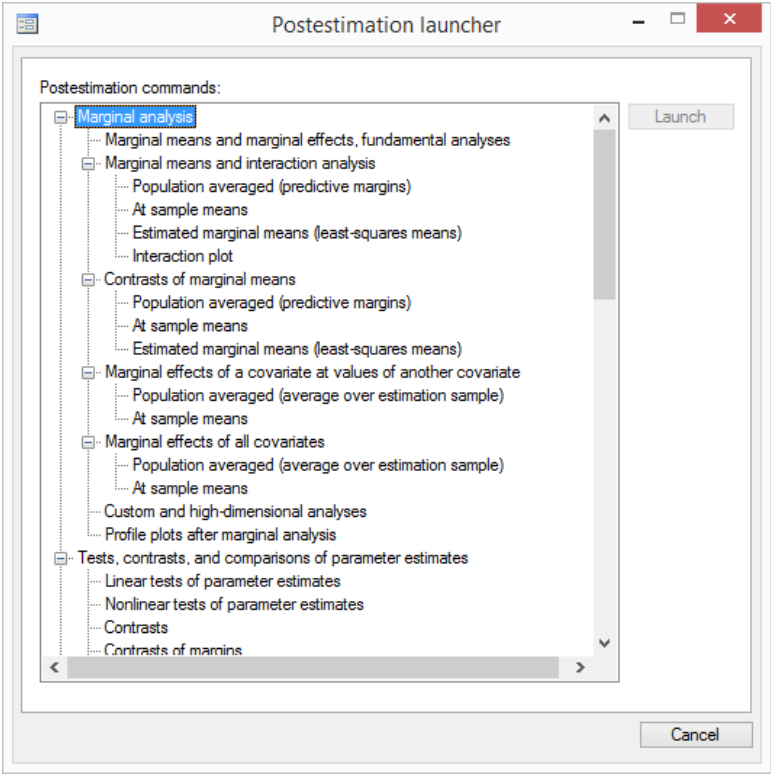 Postestimation launcher
Postestimation commands:
Marginal analysis
Launch
Marginal means and marginal effects, fundamental analyses
Marginal means and interaction analysis
Population averaged (predictive margins)
At sample means
Estimated marginal means (least-squares means)
Interaction plot
Contrasts of marginal means
Population averaged (predictive margins)
At sample means
Estimated marginal means (least-squares means)
Marginal effects of a covariate at values of another covariate
Population averaged (average over estimation sample)
At sample means
Marginal effects of all covariates
Population averaged (average over estimation sample)
At sample means
Custom and high-dimensional analyses
Profile plots after marginal analysis
Tests, contrasts, and comparisons of parameter estimates
Linear tests of parameter estimates
Nonlinear tests of parameter estimates
Contrasts
Contrasts of margins
Cancel